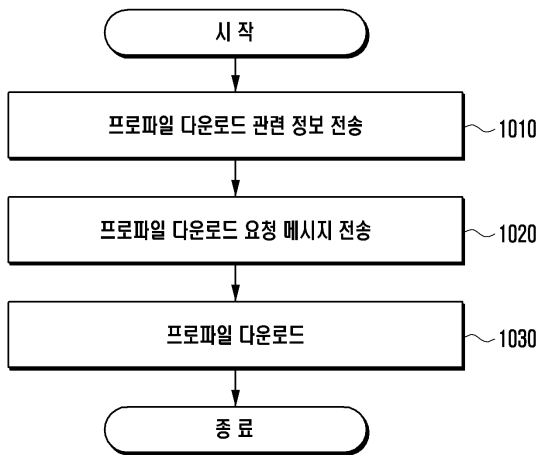 시 작
프로파일 다운로드 관련 정보 전송
1010
프로파일 다운로드 요청 메시지 전송
1020
프로파일 다운로드
1030
종 료